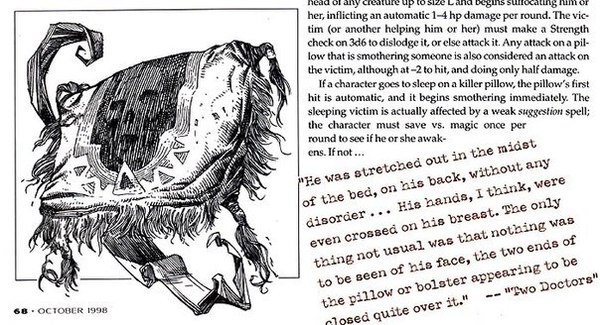 head of any creature up to size L and begins suffocating him or
her, inflicting an automatic 1–4 hp damage per round. The vic-
tim (or another helping him or her) must make a Strength
check on 3d6 to dislodge it, or else attack it. Any attack on a pil-
low that is smothering someone is also considered an attack on
the victim, although at –2 to hit, and doing only half damage.
If a character goes to sleep on a killer pillow, the pillow's first
hit is automatic, and it begins smothering immediately. The
sleeping victim is actually affected by a weak suggestion spell;
the character must save vs. magic once per
round to see if he or she awak-
ens. If not ...
"He was stretched out in the midst
of the bed, on his back, without any
disorder ... His hands, I think, were
even crossed on his breast. The only
thing not usual was that nothing was
to be seen of his face, the two ends of
the pillow or bolster appearing to be
closed quite over it." -- "Two Doctors"
68 • OCTOBER 1998